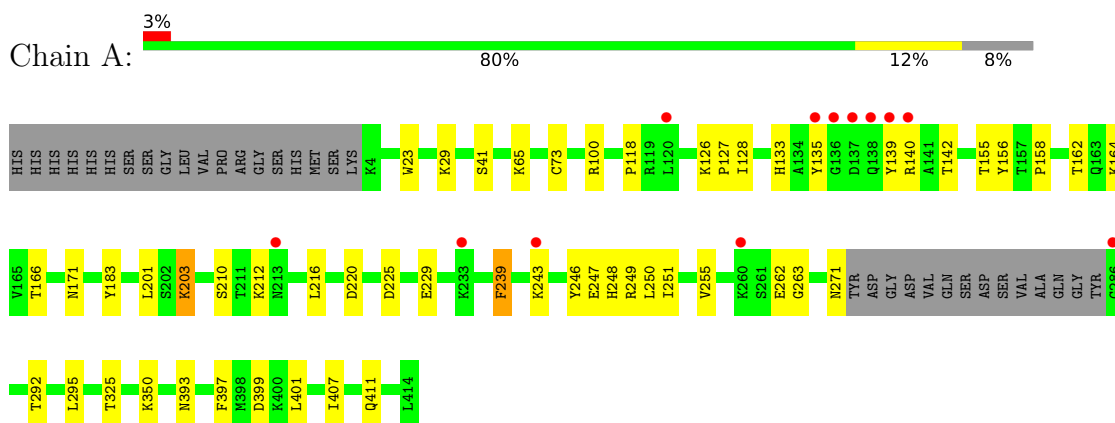 3%
Chain A:
80% 12% 8%
HIS HIS HIS HIS HIS HIS SER SER GLY LEU VAL PRO ARG GLY SER HIS MET SER LYS K4 W23 K29 S41 K65 C73 R100 P118 R119 L120 K126 P127 I128 H133 A134 Y135 G136 D137 Q138 Y139 R140 A141 T142 T155 Y156 T157 P158 T162 Q163 K164
V165 T166 N171 Y183 L201 S202 K203 S210 T211 K212 N213 L216 D220 D225 E229 K233 F239 K243 Y246 E247 H248 R249 L250 I251 V255 K260 S261 E262 G263 N271 TYR ASP GLY ASP VAL GLN SER ASP SER VAL ALA GLN GLY TYR G286
T292 L295 T325 K350 N393 F397 M398 D399 K400 L401 I407 Q411 L414